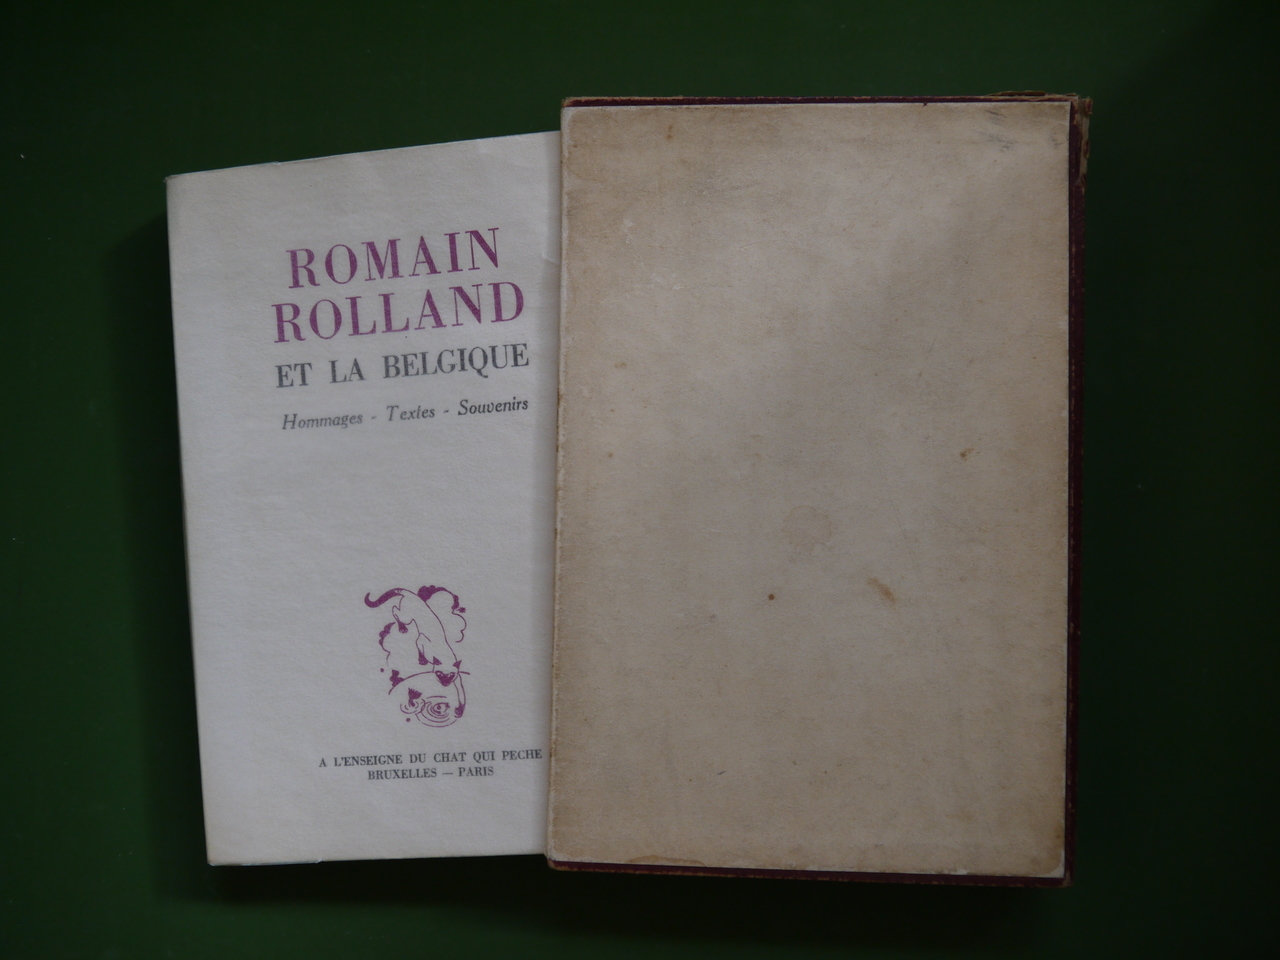 ROMAIN
ROLLAND
ET LA BELGIQUE
Hommages - Textes - Souvenirs
A L'ENSEIGNE DU CHAT QUI PECHE
BRUXELLES — PARIS